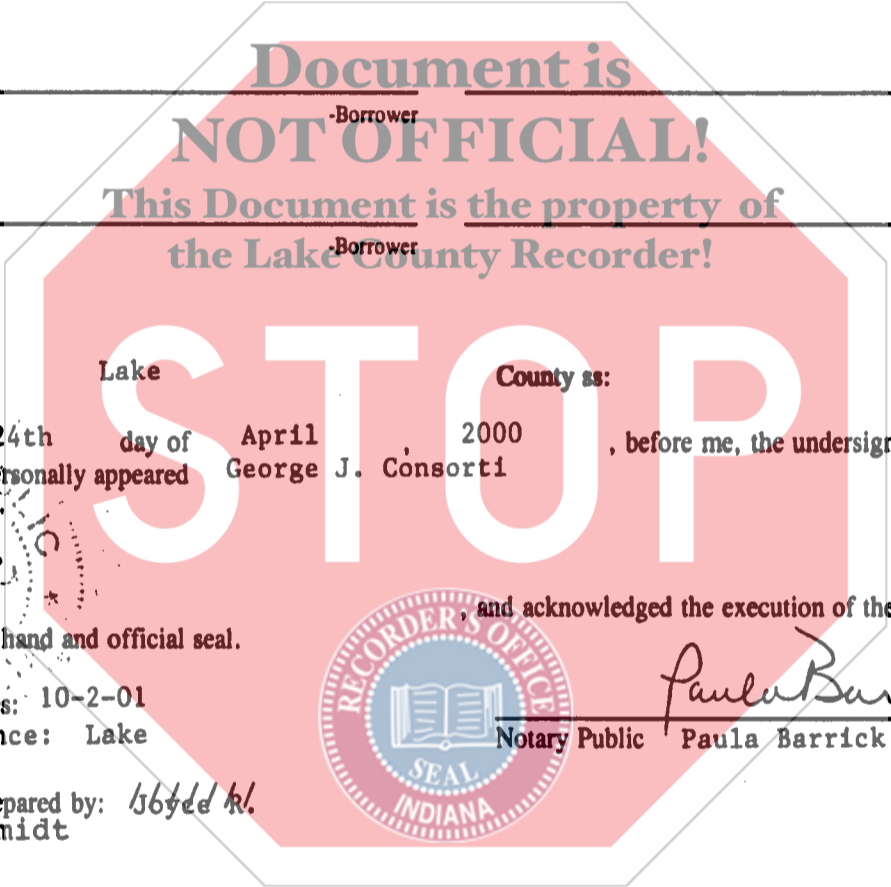 Document is
-Borrower
NOT OFFICIAL!
This Document is the property of
-Borrower
the Lake County Recorder!
STOP
Lake County ss:
24th day of April , 2000 , before me, the undersign
rsonally appeared George J. Consorti
IC
, and acknowledged the execution of the
hand and official seal.
s: 10-2-01
nce: Lake
Paula Bar
Notary Public Paula Barrick
epared by:
midt
RECORDER'S OFFICE
SEAL
INDIANA